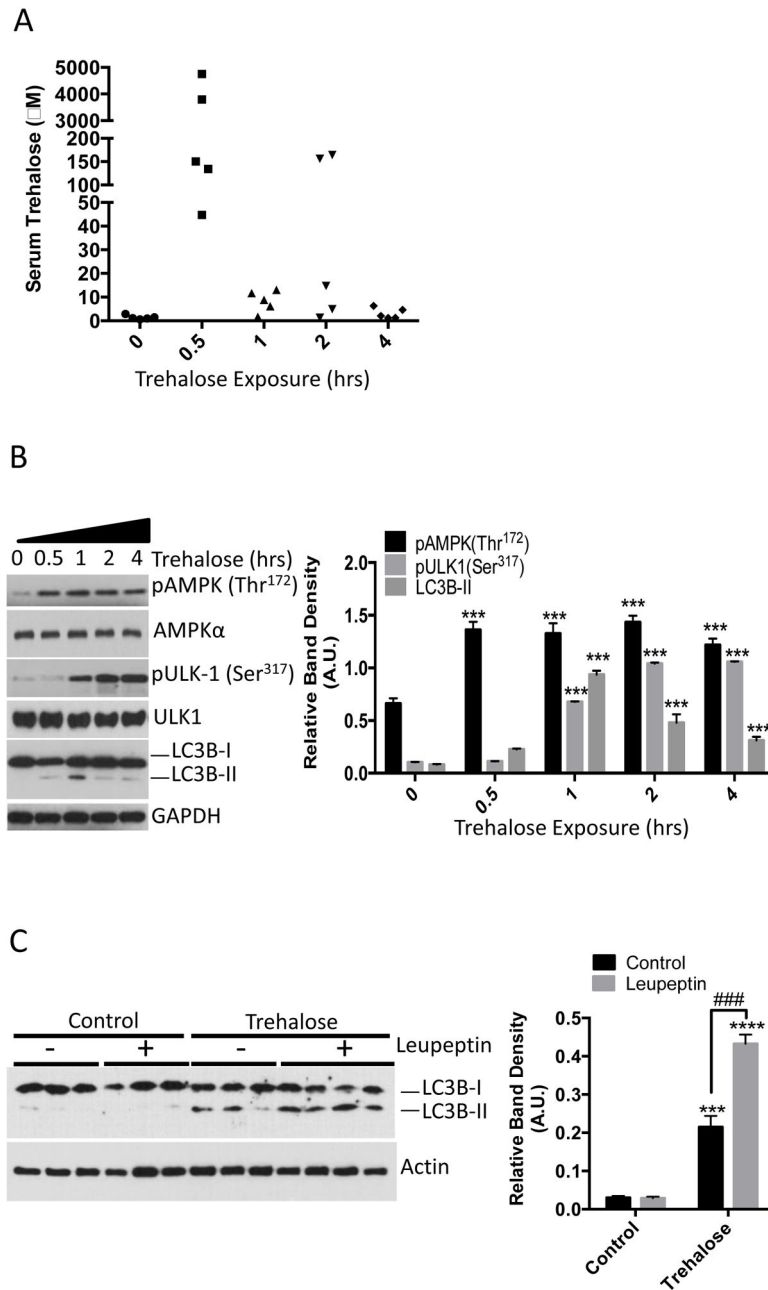 A
5000
4000
3000
200
150
100
50
40
30
20
10
0
Serum Trehalose (□M)
0 0.5 1 2 4
Trehalose Exposure (hrs)
B
0 0.5 1 2 4 Trehalose (hrs)
pAMPK (Thr172)
AMPKα
pULK-1 (Ser317)
ULK1
LC3B-I
LC3B-II
GAPDH
pAMPK(Thr172)
pULK1(Ser317)
LC3B-II
2.0
1.5
1.0
0.5
0.0
Relative Band Density
(A.U.)
***
***
***
***
***
***
***
***
***
***
0 0.5 1 2 4
Trehalose Exposure (hrs)
C
Control Trehalose
- + - + Leupeptin
LC3B-I
LC3B-II
Actin
Control
Leupeptin
0.5
0.4
0.3
0.2
0.1
0.0
Relative Band Density
(A.U.)
###
****
***
Control Trehalose